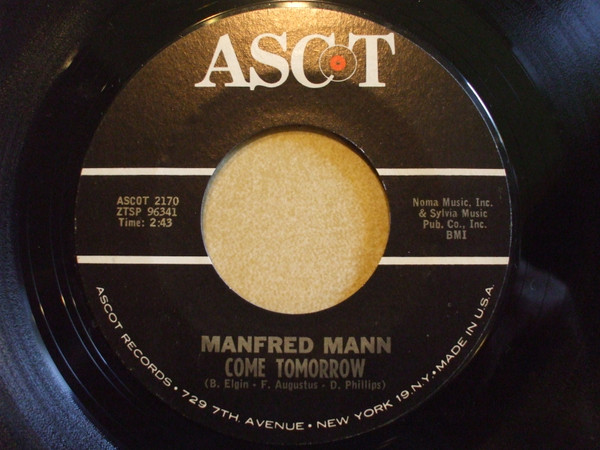 ASCOT
ASCOT 2170
ZTSP 96341
Time: 2:43
Noma Music, Inc.
& Sylvia Music
Pub. Co., Inc.
BMI
MANFRED MANN
COME TOMORROW
(B. Elgin - F. Augustus - D. Phillips)
ASCOT RECORDS • 729 7TH. AVENUE • NEW YORK 19, N.Y. • MADE IN U.S.A.